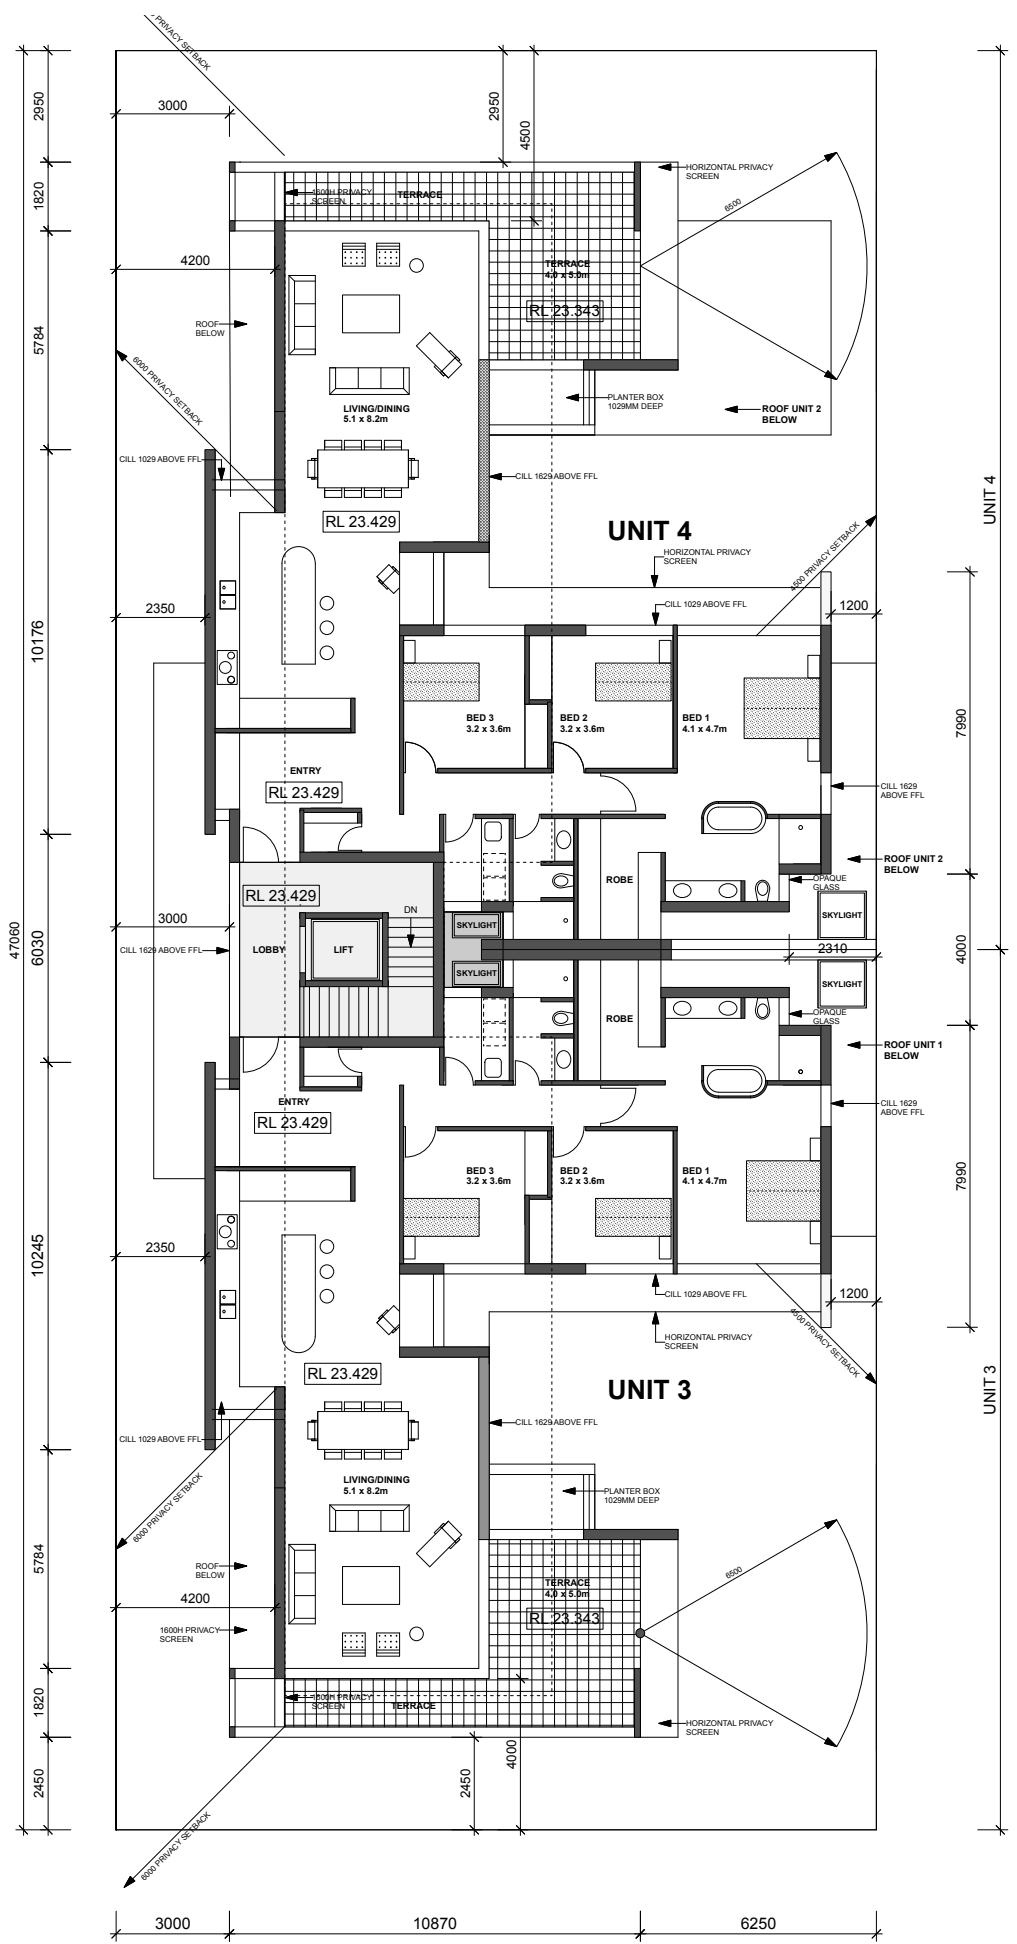 PRIVACY SETBACK
2950
3000
2950
4500
1820
HORIZONTAL PRIVACY
SCREEN
1600H PRIVACY
SCREEN
TERRACE
6500
4200
TERRACE
4.0 x 5.0m
RL 23.343
ROOF
BELOW
5784
6000 PRIVACY SETBACK
PLANTER BOX
1029MM DEEP
ROOF UNIT 2
BELOW
LIVING/DINING
5.1 x 8.2m
CILL 1029 ABOVE FFL
CILL 1629 ABOVE FFL
UNIT 4
RL 23.429
UNIT 4
4500 PRIVACY SETBACK
HORIZONTAL PRIVACY
SCREEN
CILL 1029 ABOVE FFL
2350
1200
10176
BED 3
3.2 x 3.6m
BED 2
3.2 x 3.6m
BED 1
4.1 x 4.7m
7990
ENTRY
RL 23.429
CILL 1629
ABOVE FFL
ROOF UNIT 2
BELOW
ROBE
OPAQUE
GLASS
RL 23.429
DN
SKYLIGHT
3000
SKYLIGHT
47060
6030
CILL 1629 ABOVE FFL
LOBBY
LIFT
2310
4000
SKYLIGHT
SKYLIGHT
ROBE
OPAQUE
GLASS
ROOF UNIT 1
BELOW
ENTRY
RL 23.429
CILL 1629
ABOVE FFL
BED 3
3.2 x 3.6m
BED 2
3.2 x 3.6m
BED 1
4.1 x 4.7m
7990
10245
2350
CILL 1029 ABOVE FFL
1200
4500 PRIVACY SETBACK
HORIZONTAL PRIVACY
SCREEN
RL 23.429
UNIT 3
UNIT 3
CILL 1629 ABOVE FFL
CILL 1029 ABOVE FFL
LIVING/DINING
5.1 x 8.2m
PLANTER BOX
1029MM DEEP
6000 PRIVACY SETBACK
5784
ROOF
BELOW
6500
TERRACE
4.0 x 5.0m
4200
RL 23.343
1600H PRIVACY
SCREEN
1820
1600H PRIVACY
SCREEN
TERRACE
HORIZONTAL PRIVACY
SCREEN
2450
2450
4000
6000 PRIVACY SETBACK
3000
10870
6250